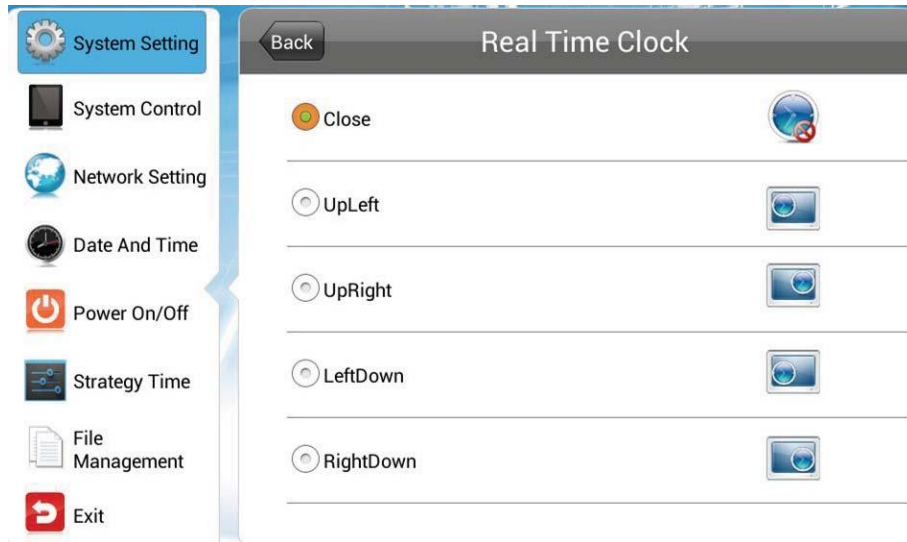 System Setting
System Control
Network Setting
Date And Time
Power On/Off
Strategy Time
File
Management
Exit
Back
Real Time Clock
Close
UpLeft
UpRight
LeftDown
RightDown